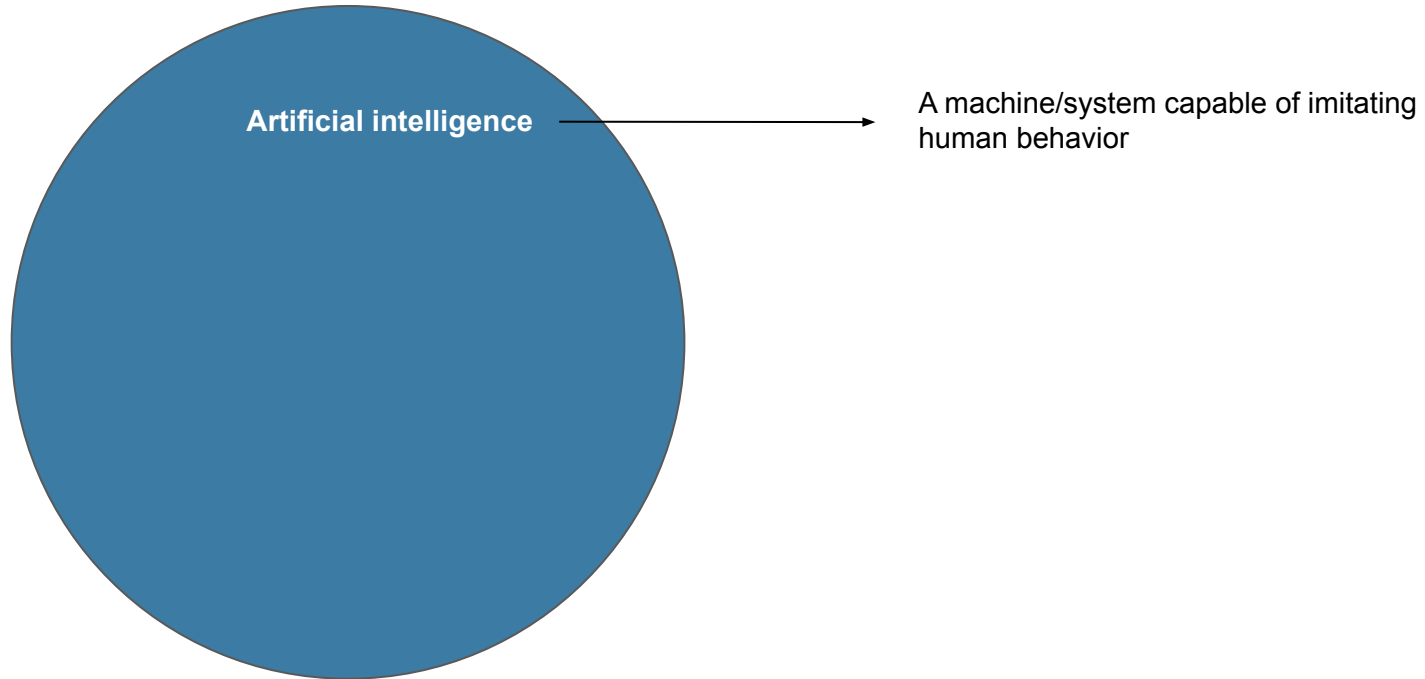 Artificial intelligence
A machine/system capable of imitating
human behavior